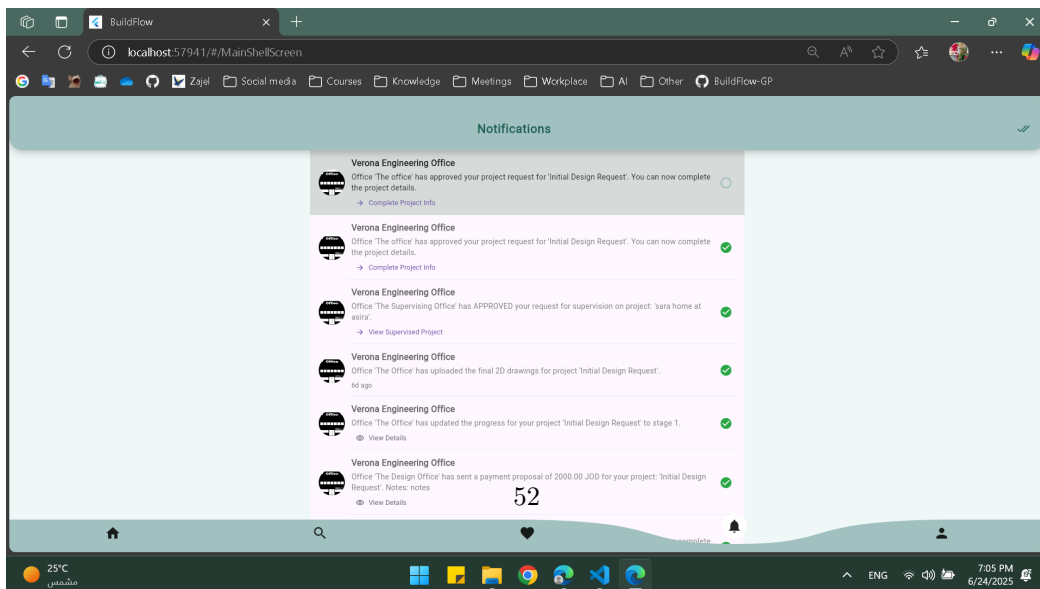 BuildFlow
localhost:57941/#/MainShellScreen
Zajel Social media Courses Knowledge Meetings Workplace AI Other BuildFlow-GP
Notifications
Verona Engineering Office
Office 'The office' has approved your project request for 'Initial Design Request'. You can now complete
the project details.
→ Complete Project Info
Verona Engineering Office
Office 'The office' has approved your project request for 'Initial Design Request'. You can now complete
the project details.
→ Complete Project Info
Verona Engineering Office
Office 'The Supervising Office' has APPROVED your request for supervision on project: 'sara home at
asira'.
→ View Supervised Project
Verona Engineering Office
Office 'The Office' has uploaded the final 2D drawings for project 'Initial Design Request'.
6d ago
Verona Engineering Office
Office 'The Office' has updated the progress for your project 'Initial Design Request' to stage 1.
View Details
Verona Engineering Office
Office 'The Design Office' has sent a payment proposal of 2000.00 JOD for your project: 'Initial Design
Request'. Notes: notes
52
View Details
complete
25°C
مشمس
ENG
7:05 PM
6/24/2025